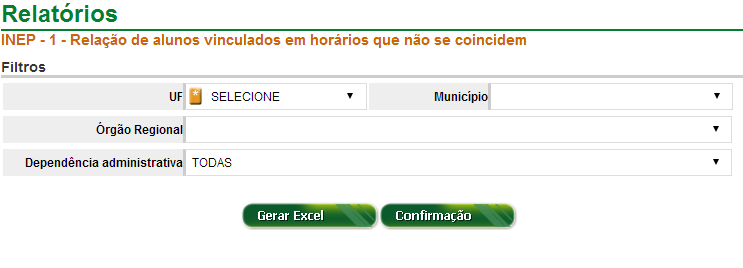 Relatórios
INEP - 1 - Relação de alunos vinculados em horários que não se coincidem
Filtros
UF * SELECIONE Município
Órgão Regional
Dependência administrativa TODAS
Gerar Excel Confirmação